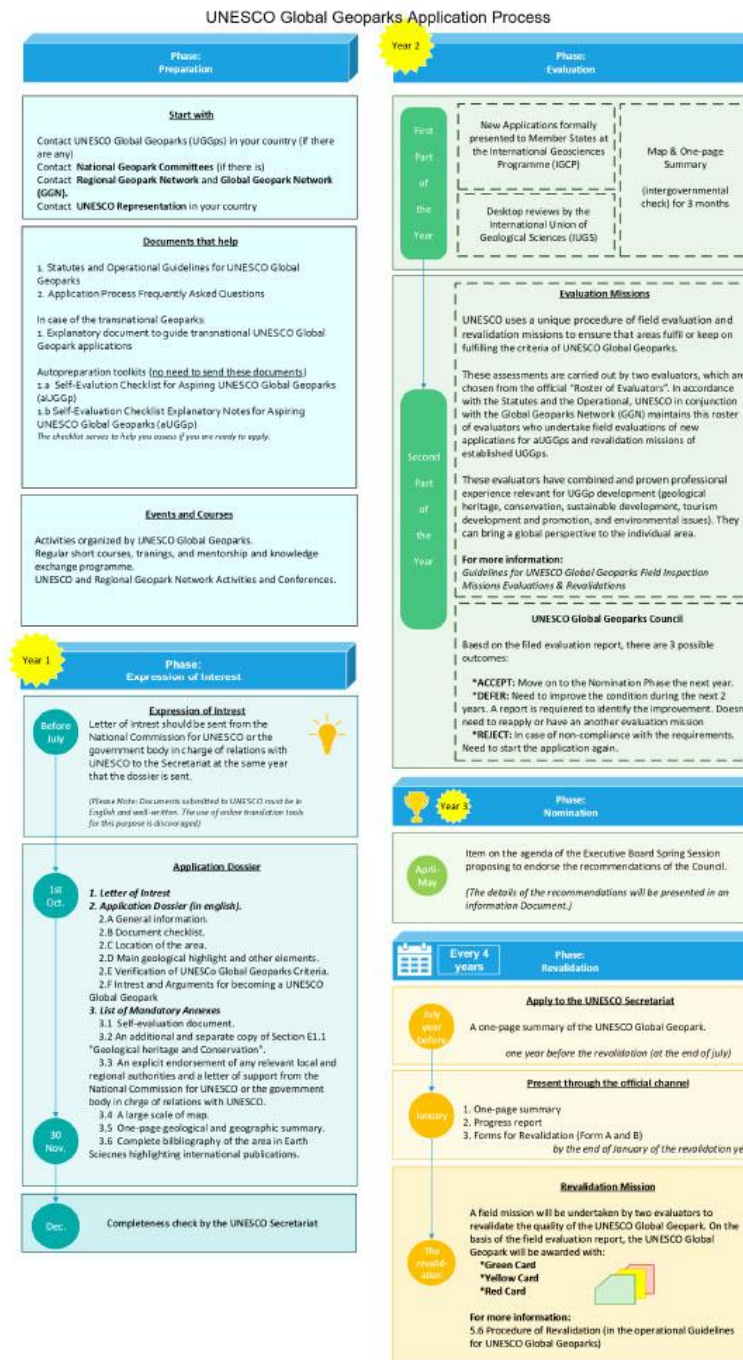 UNESCO Global Geoparks Application Process
Phase:
Preparation
Start with
Contact UNESCO Global Geoparks (UGGps) in your country (if there
are any)
Contact National Geopark Committees (if there is)
Contact Regional Geopark Network and Global Geopark Network
(GGN).
Contact UNESCO Representation in your country
Documents that help
1. Statutes and Operational Guidelines for UNESCO Global
Geoparks
2. Application Process Frequently Asked Questions
In case of the transnational Geoparks:
1. Explanatory document to guide transnational UNESCO Global
Geopark applications
Autopreparation toolkits (no need to send these documents)
1.a Self-Evalution Checklist for Aspiring UNESCO Global Geoparks
(aUGGp)
1.b Self-Evaluation Checklist Explanatory Notes for Aspiring
UNESCO Global Geoparks (aUGGp)
The checklist serves to help you assess if you are ready to apply.
Events and Courses
Activities organized by UNESCO Global Geoparks.
Regular short courses, tranings, and mentorship and knowledge
exchange programme.
UNESCO and Regional Geopark Network Activities and Conferences.
Year 1
Phase:
Expression of Interest
Before
July
Expression of Intrest
Letter of Intrest should be sent from the
National Commission for UNESCO or the
government body in charge of relations with
UNESCO to the Secretariat at the same year
that the dossier is sent.
(Please Note: Documents submitted to UNESCO must be in
English and well-written. The use of online translation tools
for this purpose is discouraged)
1st
Oct.
Application Dossier
1. Letter of Intrest
2. Application Dossier (in english).
2.A General information.
2.B Document checklist.
2.C Location of the area.
2.D Main geological highlight and other elements.
2.E Verification of UNESCo Global Geoparks Criteria.
2.F Intrest and Arguments for becoming a UNESCO
Global Geopark
3. List of Mandatory Annexes
3.1 Self-evaluation document.
3.2 An additional and separate copy of Section E1.1
"Geological heritage and Conservation".
3.3 An explicit endorsement of any relevant local and
regional authorities and a letter of support from the
National Commission for UNESCO or the government
body in chrge of relations with UNESCO.
3.4 A large scale of map.
3.5 One-page geological and geographic summary.
3.6 Complete bilbliography of the area in Earth
Sciecnes highlighting international publications.
30
Nov.
Dec.
Completeness check by the UNESCO Secretariat
Year 2
Phase:
Evaluation
First
Part
of
the
Year
New Applications formally
presented to Member States at
the International Geosciences
Programme (IGCP)
Desktop reviews by the
International Union of
Geological Sciences (IUGS)
Map & One-page
Summary
(intergovernmental
check) for 3 months
Second
Part
of
the
Year
Evaluation Missions
UNESCO uses a unique procedure of field evaluation and
revalidation missions to ensure that areas fulfil or keep on
fulfilling the criteria of UNESCO Global Geoparks.
These assessments are carried out by two evaluators, which are
chosen from the official "Roster of Evaluators". In accordance
with the Statutes and the Operational, UNESCO in conjunction
with the Global Geoparks Network (GGN) maintains this roster
of evaluators who undertake field evaluations of new
applications for aUGGps and revalidation missions of
established UGGps.
These evaluators have combined and proven professional
experience relevant for UGGp development (geological
heritage, conservation, sustainable development, tourism
development and promotion, and environmental issues). They
can bring a global perspective to the individual area.
For more information:
Guidelines for UNESCO Global Geoparks Field Inspection
Missions Evaluations & Revalidations
UNESCO Global Geoparks Council
Baesd on the filed evaluation report, there are 3 possible
outcomes:
*ACCEPT: Move on to the Nomination Phase the next year.
*DEFER: Need to improve the condition during the next 2
years. A report is requiered to identify the improvement. Doesn
need to reapply or have an another evaluation mission
*REJECT: In case of non-compliance with the requirements.
Need to start the application again.
Year 3
Phase:
Nomination
April-
May
Item on the agenda of the Executive Board Spring Session
proposing to endorse the recommendations of the Council.
(The details of the recommendations will be presented in an
information Document.)
Every 4
years
Phase:
Revalidation
July
year
before
Apply to the UNESCO Secretariat
A one-page summary of the UNESCO Global Geopark.
one year before the revalidation (at the end of july)
January
Present through the official channel
1. One-page summary
2. Progress report
3. Forms for Revalidation (Form A and B)
by the end of January of the revalidation ye
The
revalid-
ation
Revalidation Mission
A field mission will be undertaken by two evaluators to
revalidate the quality of the UNESCO Global Geopark. On the
basis of the field evaluation report, the UNESCO Global
Geopark will be awarded with:
*Green Card
*Yellow Card
*Red Card
For more information:
5.6 Procedure of Revalidation (in the operational Guidelines
for UNESCO Global Geoparks)